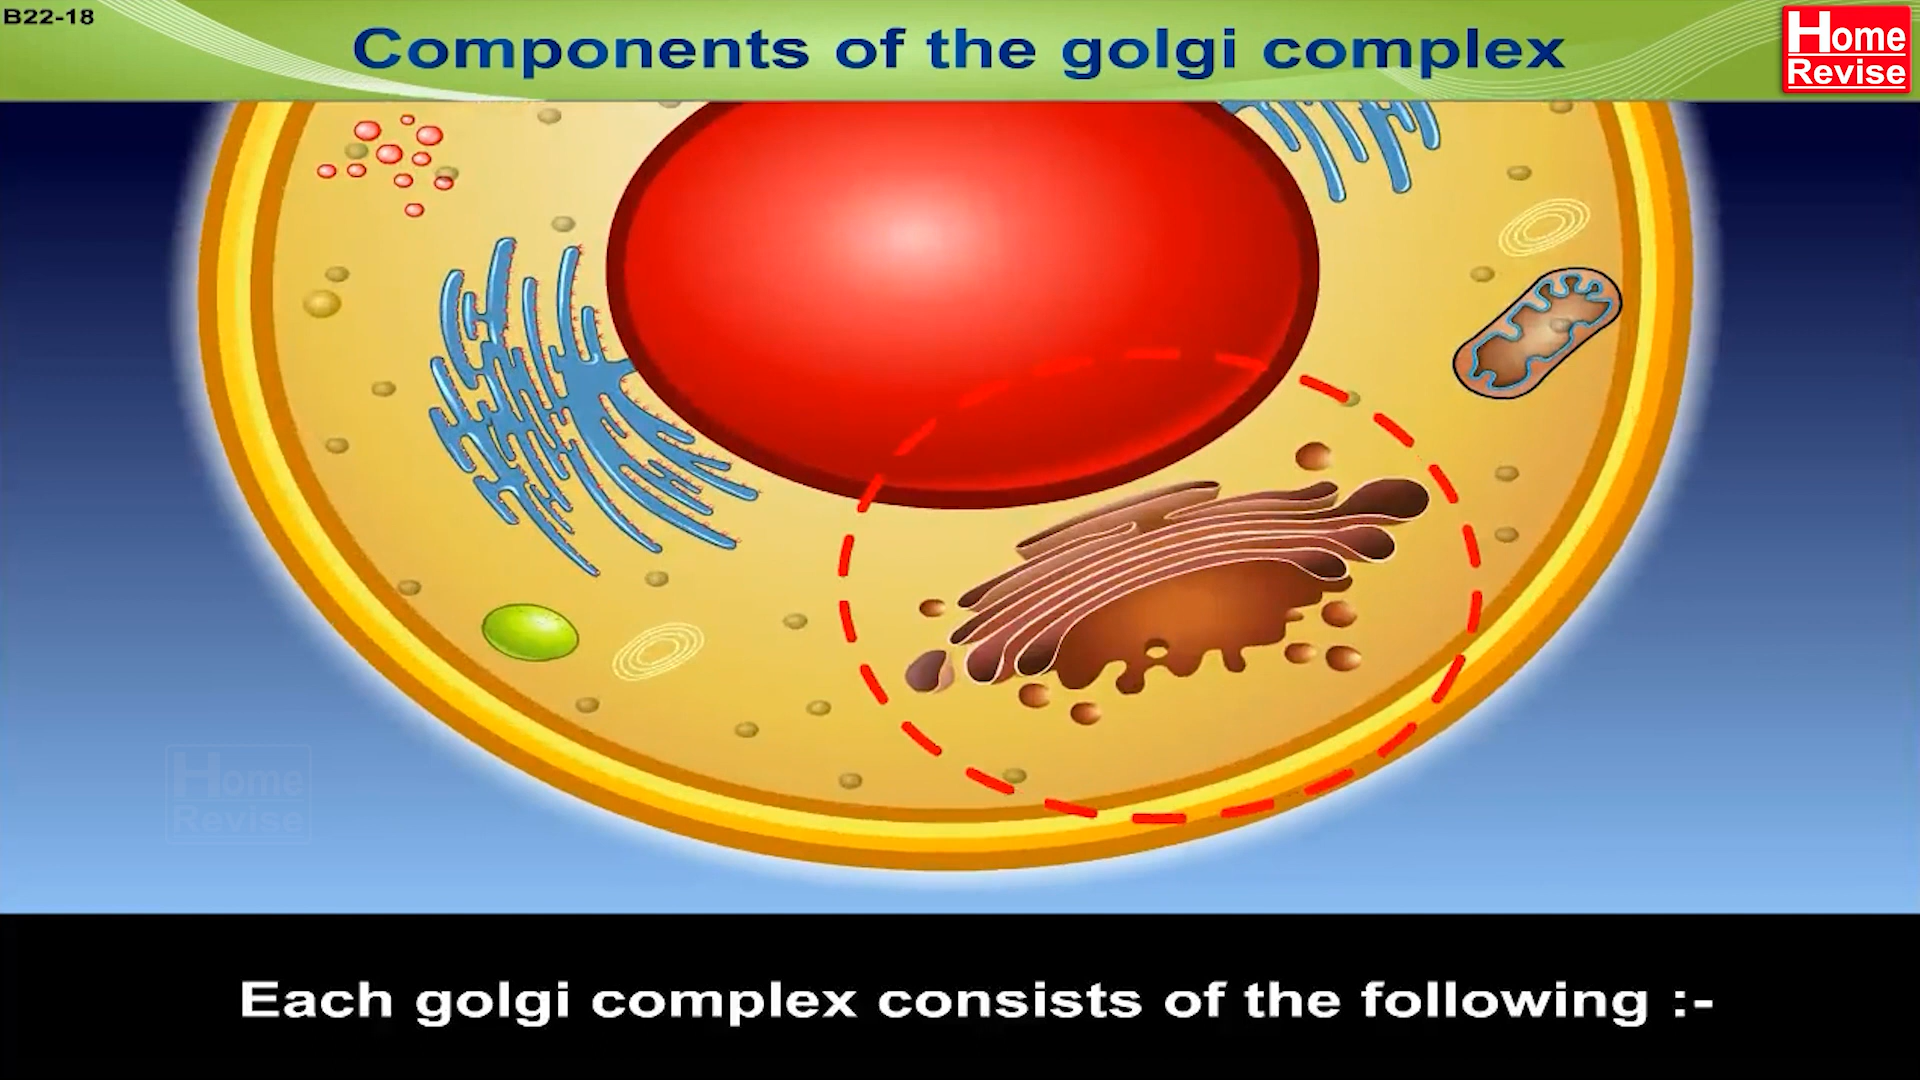 B22-18
Components of the golgi complex
Home
Revise
Home
Revise
Each golgi complex consists of the following :-